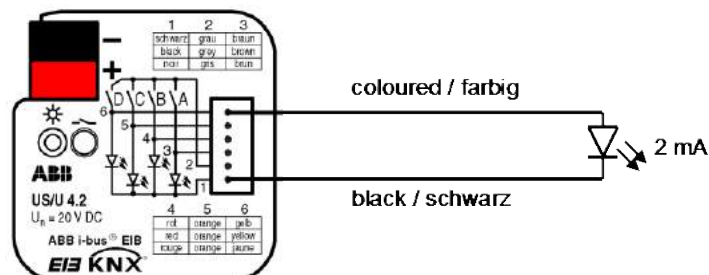 1 2 3
schwarz grau braun
black grey brown
noir gris brun
−
+
D C B A
6
5
4
3
2
1
ABB
US/U 4.2
Un = 20 V DC
ABB i-bus® EIB
EIB KNX
4 5 6
rot orange gelb
red orange yellow
rouge orange jaune
coloured / farbig
2 mA
black / schwarz